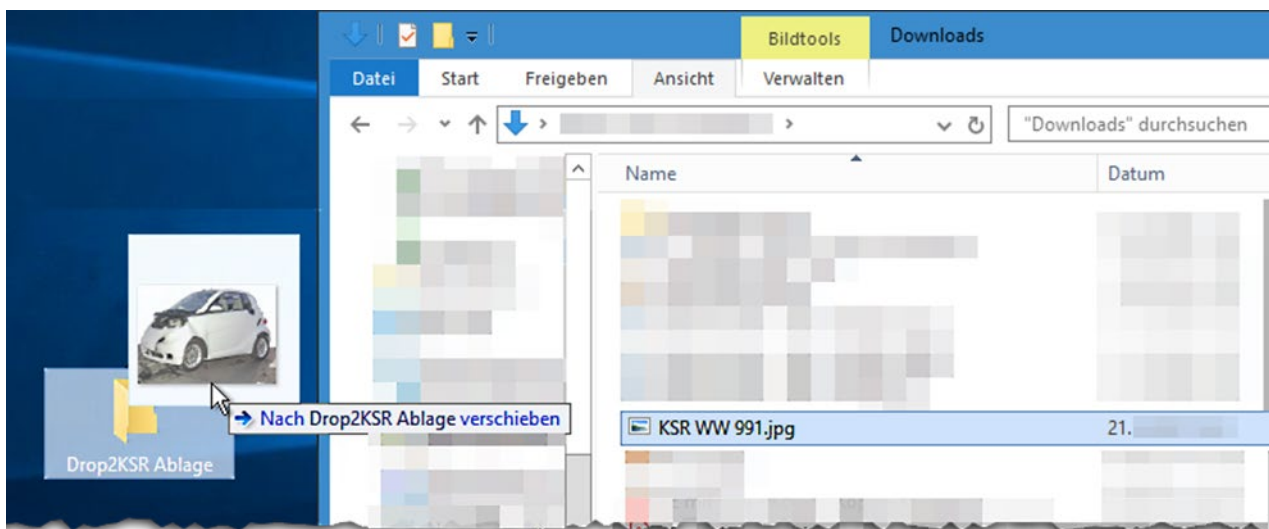 Bildtools
Downloads
Datei Start Freigeben Ansicht Verwalten
"Downloads" durchsuchen
Name Datum
Nach Drop2KSR Ablage verschieben
KSR WW 991.jpg 21.
Drop2KSR Ablage